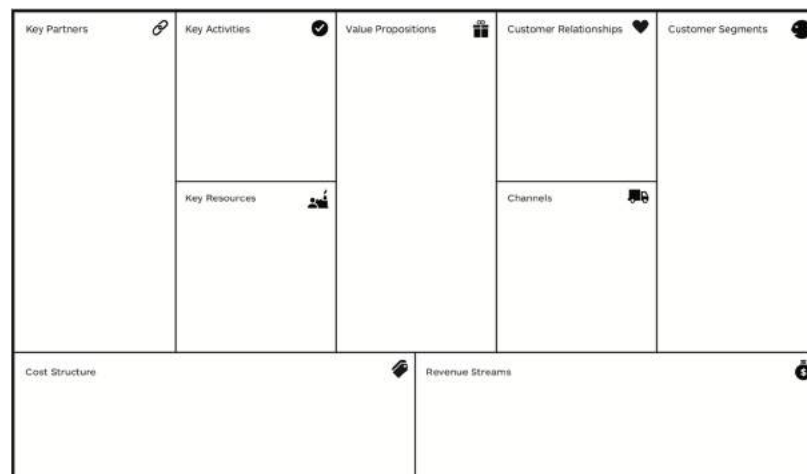 Key Partners
Key Activities
Value Propositions
Customer Relationships
Customer Segments
Key Resources
Channels
Cost Structure
Revenue Streams
$